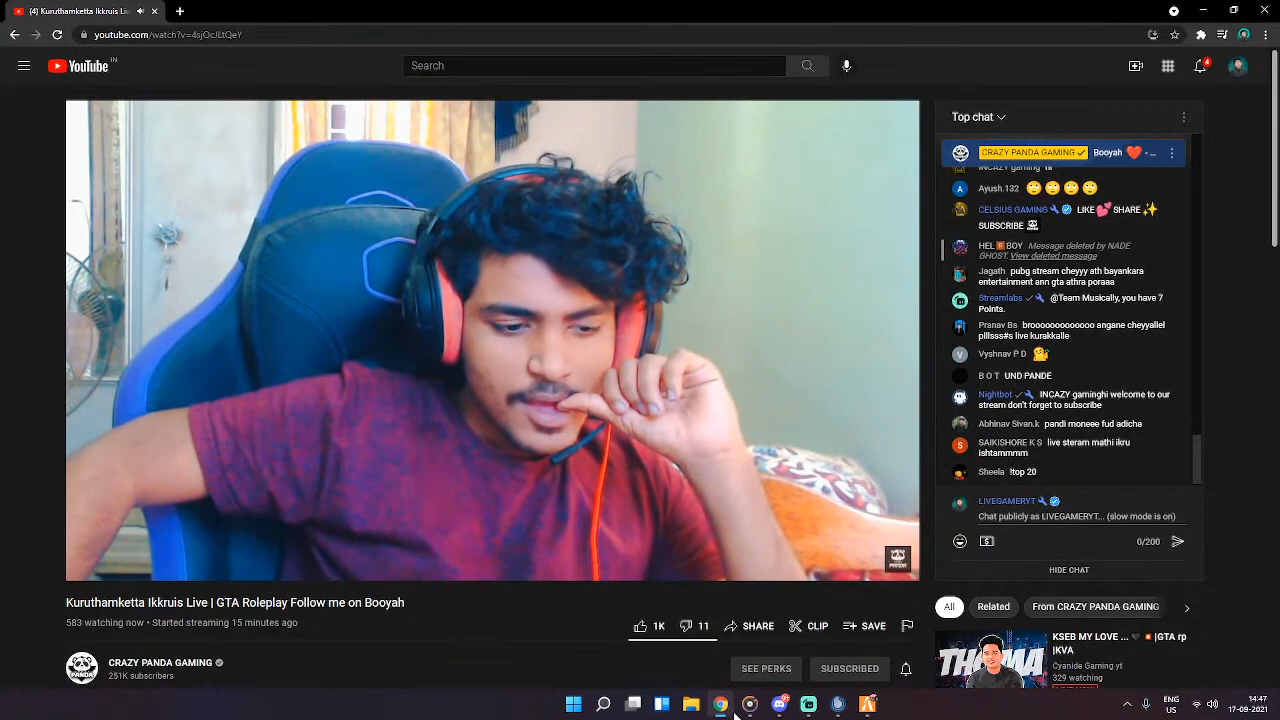 (4) Kuruthamketta Ikkruis Liv
youtube.com/watch?v=4sjOcJLtQeY
YouTube IN
Search
4
Top chat
CRAZY PANDA GAMING Booyah ❤️ - ...
INCAZY gaming hi
Ayush.132 🙄 🙄 🙄 🙄
CELSIUS GAMING LIKE 💕 SHARE ✨
SUBSCRIBE
HEL BOY Message deleted by NADE
GHOST. View deleted message
Jagath pubg stream cheyyy ath bayankara
entertainment ann gta athra poraaa
Streamlabs @Team Musically, you have 7
Points.
Pranav Bs brooooooooooooo angane cheyyallel
plllsss#s live kurakkalle
Vyshnav P D
B O T UND PANDE
Nightbot INCAZY gaminghi welcome to our
stream don't forget to subscribe
Abhinav Sivan.k pandi moneee fud adicha
SAIKISHORE K S live steram mathi ikru
ishtammmm
Sheela !top 20
LIVEGAMERYT
Chat publicly as LIVEGAMERYT... (slow mode is on)
0/200
HIDE CHAT
PANDA
Kuruthamketta Ikkruis Live | GTA Roleplay Follow me on Booyah
583 watching now • Started streaming 15 minutes ago
1K 11 SHARE CLIP SAVE
PANDA
CRAZY PANDA GAMING
251K subscribers
SEE PERKS SUBSCRIBED
All Related From CRAZY PANDA GAMING
KSEB MY LOVE ... |GTA rp
|KVA
Cyanide Gaming yt
329 watching
ENG
US
14:47
17-09-2021